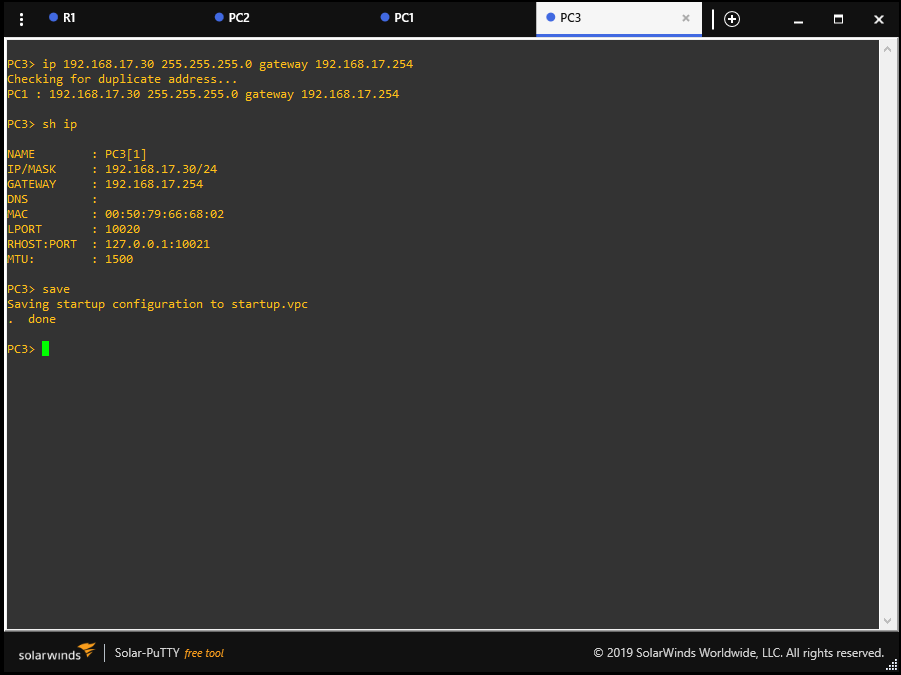 R1 PC2 PC1 PC3
PC3> ip 192.168.17.30 255.255.255.0 gateway 192.168.17.254
Checking for duplicate address...
PC1 : 192.168.17.30 255.255.255.0 gateway 192.168.17.254
PC3> sh ip
NAME        : PC3[1]
IP/MASK     : 192.168.17.30/24
GATEWAY     : 192.168.17.254
DNS         :
MAC         : 00:50:79:66:68:02
LPORT       : 10020
RHOST:PORT  : 127.0.0.1:10021
MTU:        : 1500
PC3> save
Saving startup configuration to startup.vpc
.  done
PC3>
solarwinds Solar-PuTTY free tool © 2019 SolarWinds Worldwide, LLC. All rights reserved.